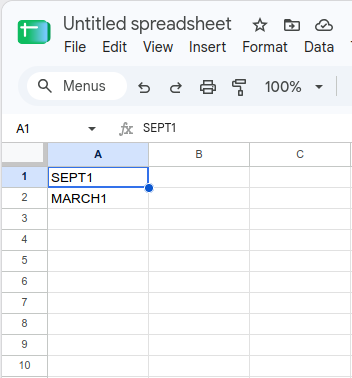 Untitled spreadsheet
File Edit View Insert Format Data
Menus 100%
A1 fx SEPT1
A B C
1 SEPT1
2 MARCH1
3
4
5
6
7
8
9
10